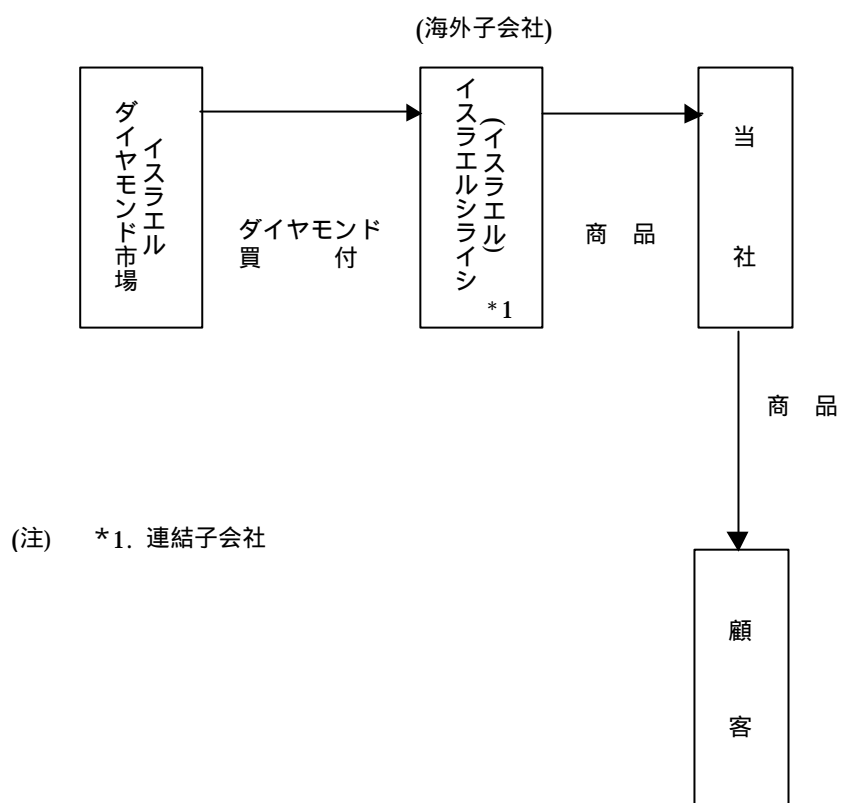 (海外子会社)
イスラエル
ダイヤモンド市場
ダイヤモンド
買付
(イスラエル)
イスラエルシライシ
*1
商 品
当社
商 品
(注) *1. 連結子会社
顧客